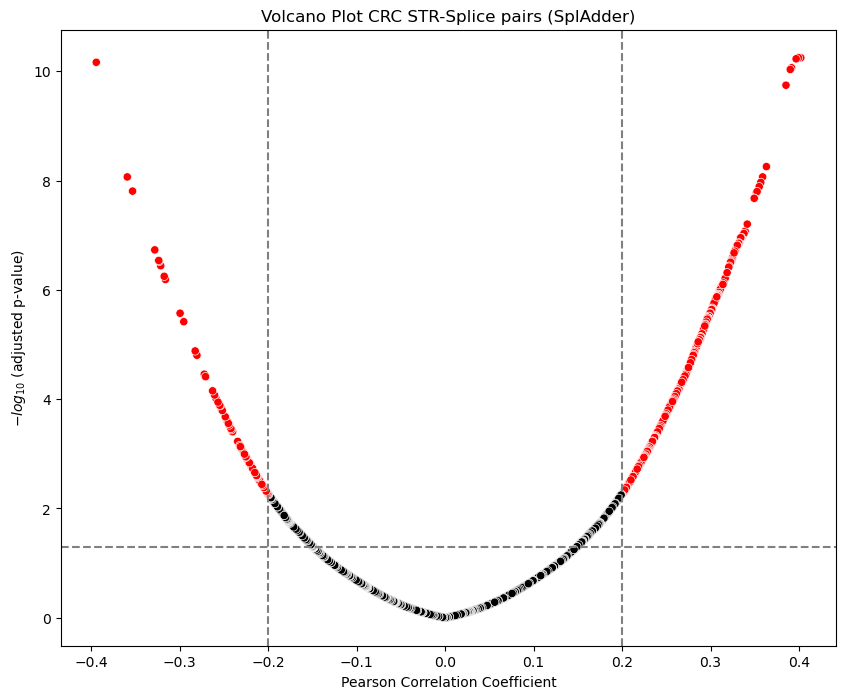 Volcano Plot CRC STR-Splice pairs (SplAdder)
10
8
6
4
2
0
−log₁₀ (adjusted p-value)
−0.4 −0.3 −0.2 −0.1 0.0 0.1 0.2 0.3 0.4
Pearson Correlation Coefficient